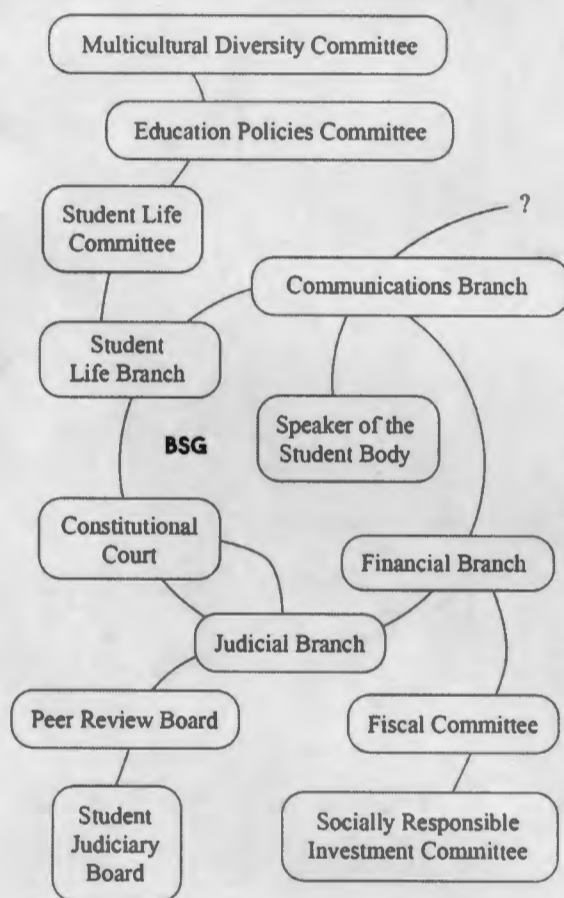 Multicultural Diversity Committee
Education Policies Committee
Student Life
Committee
?
Communications Branch
Student
Life Branch
Speaker of the
Student Body
BSG
Constitutional
Court
Financial Branch
Judicial Branch
Peer Review Board
Fiscal Committee
Student
Judiciary
Board
Socially Responsible
Investment Committee